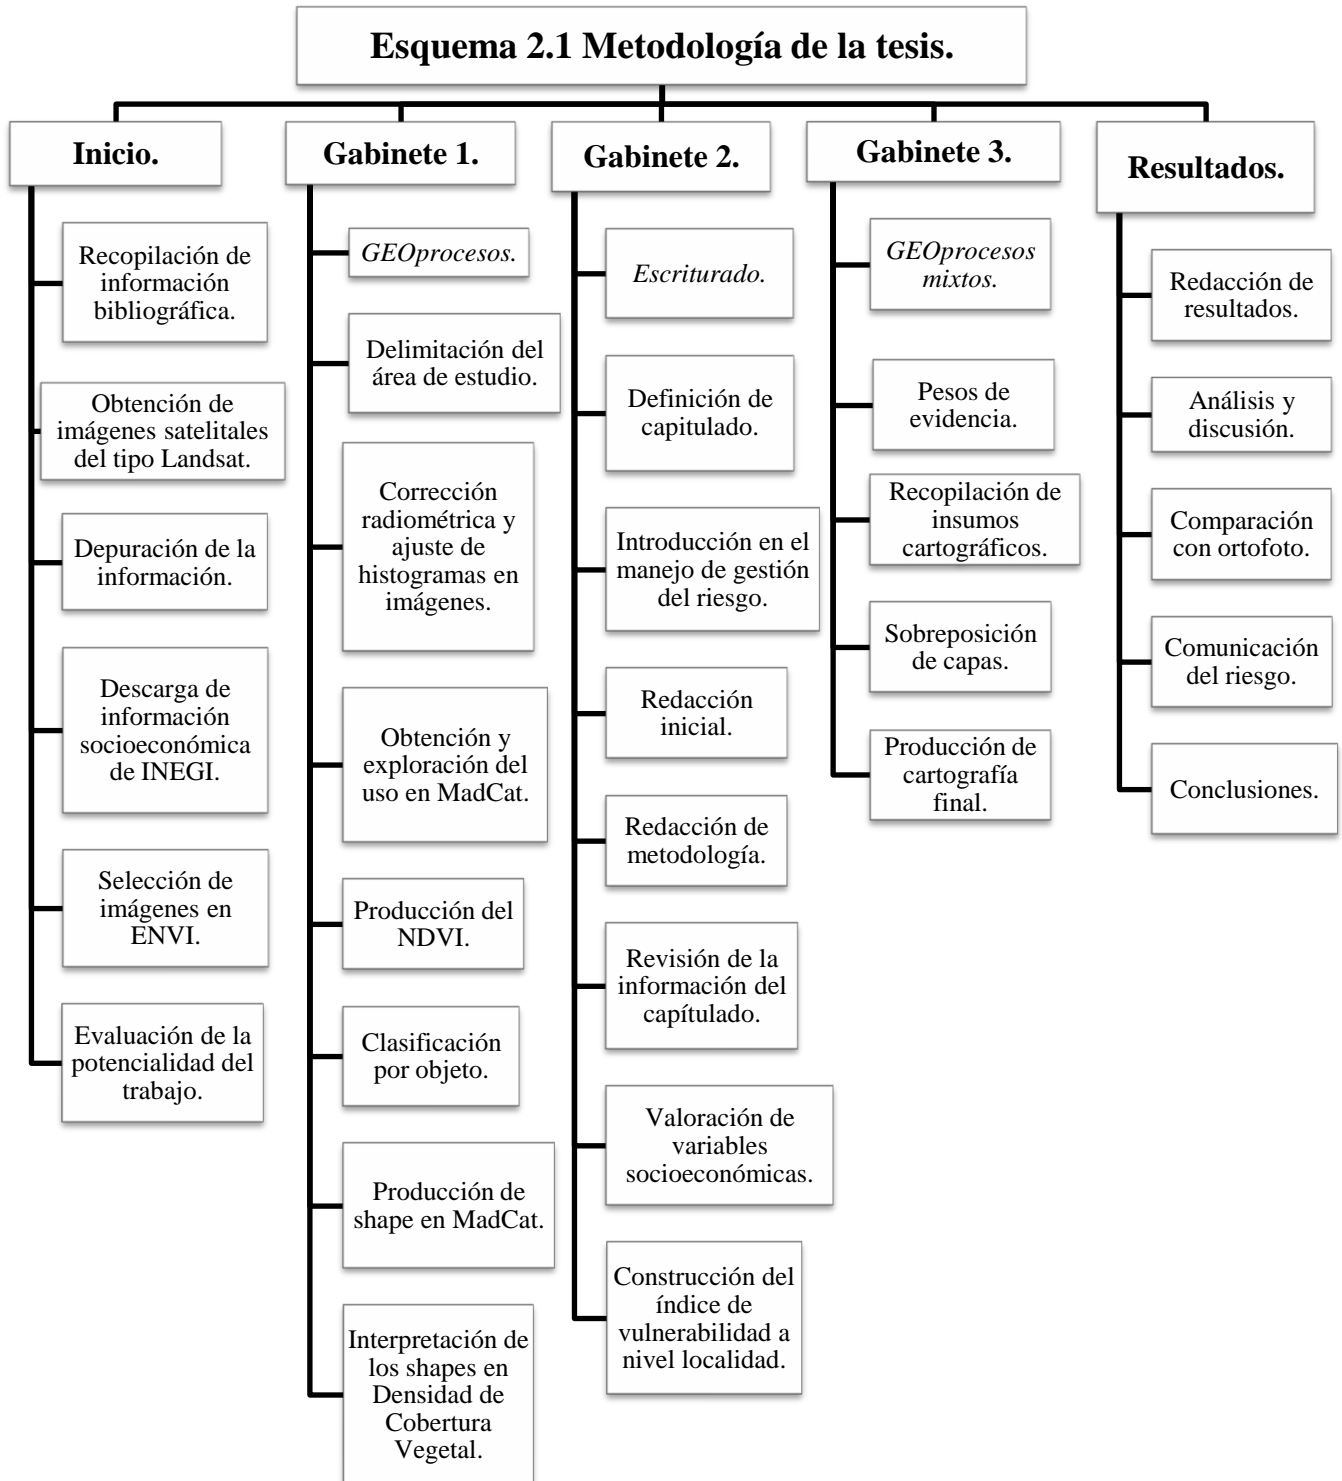 Esquema 2.1 Metodología de la tesis.
Inicio.
Recopilación de
información
bibliográfica.
Obtención de
imágenes satelitales
del tipo Landsat.
Depuración de la
información.
Descarga de
información
socioeconómica
de INEGI.
Selección de
imágenes en
ENVI.
Evaluación de la
potencialidad del
trabajo.
Gabinete 1.
GEOprocesos.
Delimitación del
área de estudio.
Corrección
radiométrica y
ajuste de
histogramas en
imágenes.
Obtención y
exploración del
uso en MadCat.
Producción del
NDVI.
Clasificación
por objeto.
Producción de
shape en MadCat.
Interpretación de
los shapes en
Densidad de
Cobertura
Vegetal.
Gabinete 2.
Escriturado.
Definición de
capitulado.
Introducción en el
manejo de gestión
del riesgo.
Redacción
inicial.
Redacción de
metodología.
Revisión de la
información del
capítulado.
Valoración de
variables
socioeconómicas.
Construcción del
índice de
vulnerabilidad a
nivel localidad.
Gabinete 3.
GEOprocesos
mixtos.
Pesos de
evidencia.
Recopilación de
insumos
cartográficos.
Sobreposición
de capas.
Producción de
cartografía
final.
Resultados.
Redacción de
resultados.
Análisis y
discusión.
Comparación
con ortofoto.
Comunicación
del riesgo.
Conclusiones.